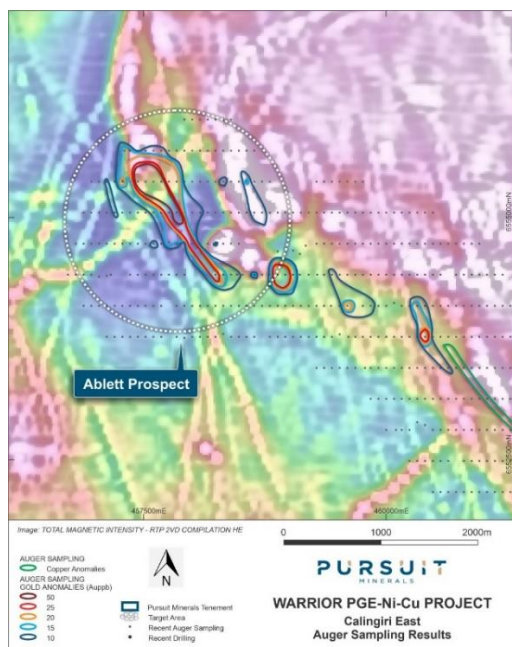 6555000mN
Ablett Prospect
6552500mN
457500mE
460000mE
Image: TOTAL MAGNETIC INTENSITY - RTP 2VD COMPILATION HE
0 1000 2000m
AUGER SAMPLING
Copper Anomalies
AUGER SAMPLING
GOLD ANOMALIES (Auppb)
50
25
20
15
10
N
Pursuit Minerals Tenement
Target Area
Recent Auger Sampling
Recent Drilling
PURSUIT
MINERALS
WARRIOR PGE-Ni-Cu PROJECT
Calingiri East
Auger Sampling Results